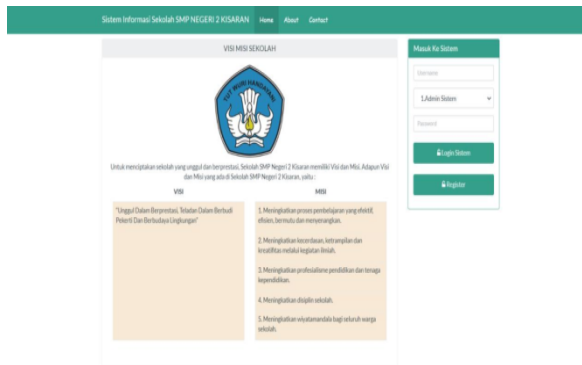 Sistem Informasi Sekolah SMP NEGERI 2 KISARAN
Home
About
Contact
VISI MISI SEKOLAH
TUT WURI HANDAYANI
Untuk menciptakan sekolah yang unggul dan berprestasi, Sekolah SMP Negeri 2 Kisaran memiliki Visi dan Misi. Adapun Visi
dan Misi yang ada di Sekolah SMP Negeri 2 Kisaran, yaitu :
VISI
"Unggul Dalam Berprestasi, Teladan Dalam Berbudi
Pekerti Dan Berbudaya Lingkungan"
MISI
1. Meningkatkan proses pembelajaran yang efektif,
efisien, bermutu dan menyenangkan.
2. Meningkatkan kecerdasan, ketrampilan dan
kreatifitas melalui kegiatan ilmiah.
3. Meningkatkan profesialisme pendidikan dan tenaga
kependidikan.
4. Meningkatkan disiplin sekolah.
5. Meningkatkan wiyatamandala bagi seluruh warga
sekolah.
Masuk Ke Sistem
Username
1.Admin Sistem
Password
Login Sistem
Register